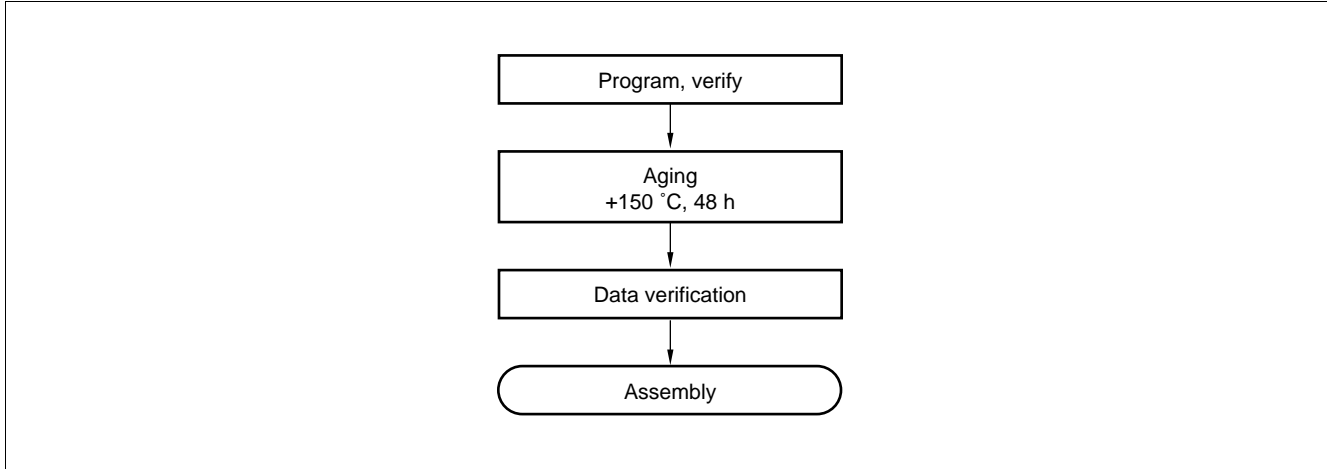 Program, verify
Aging
+150 ˚C, 48 h
Data verification
Assembly